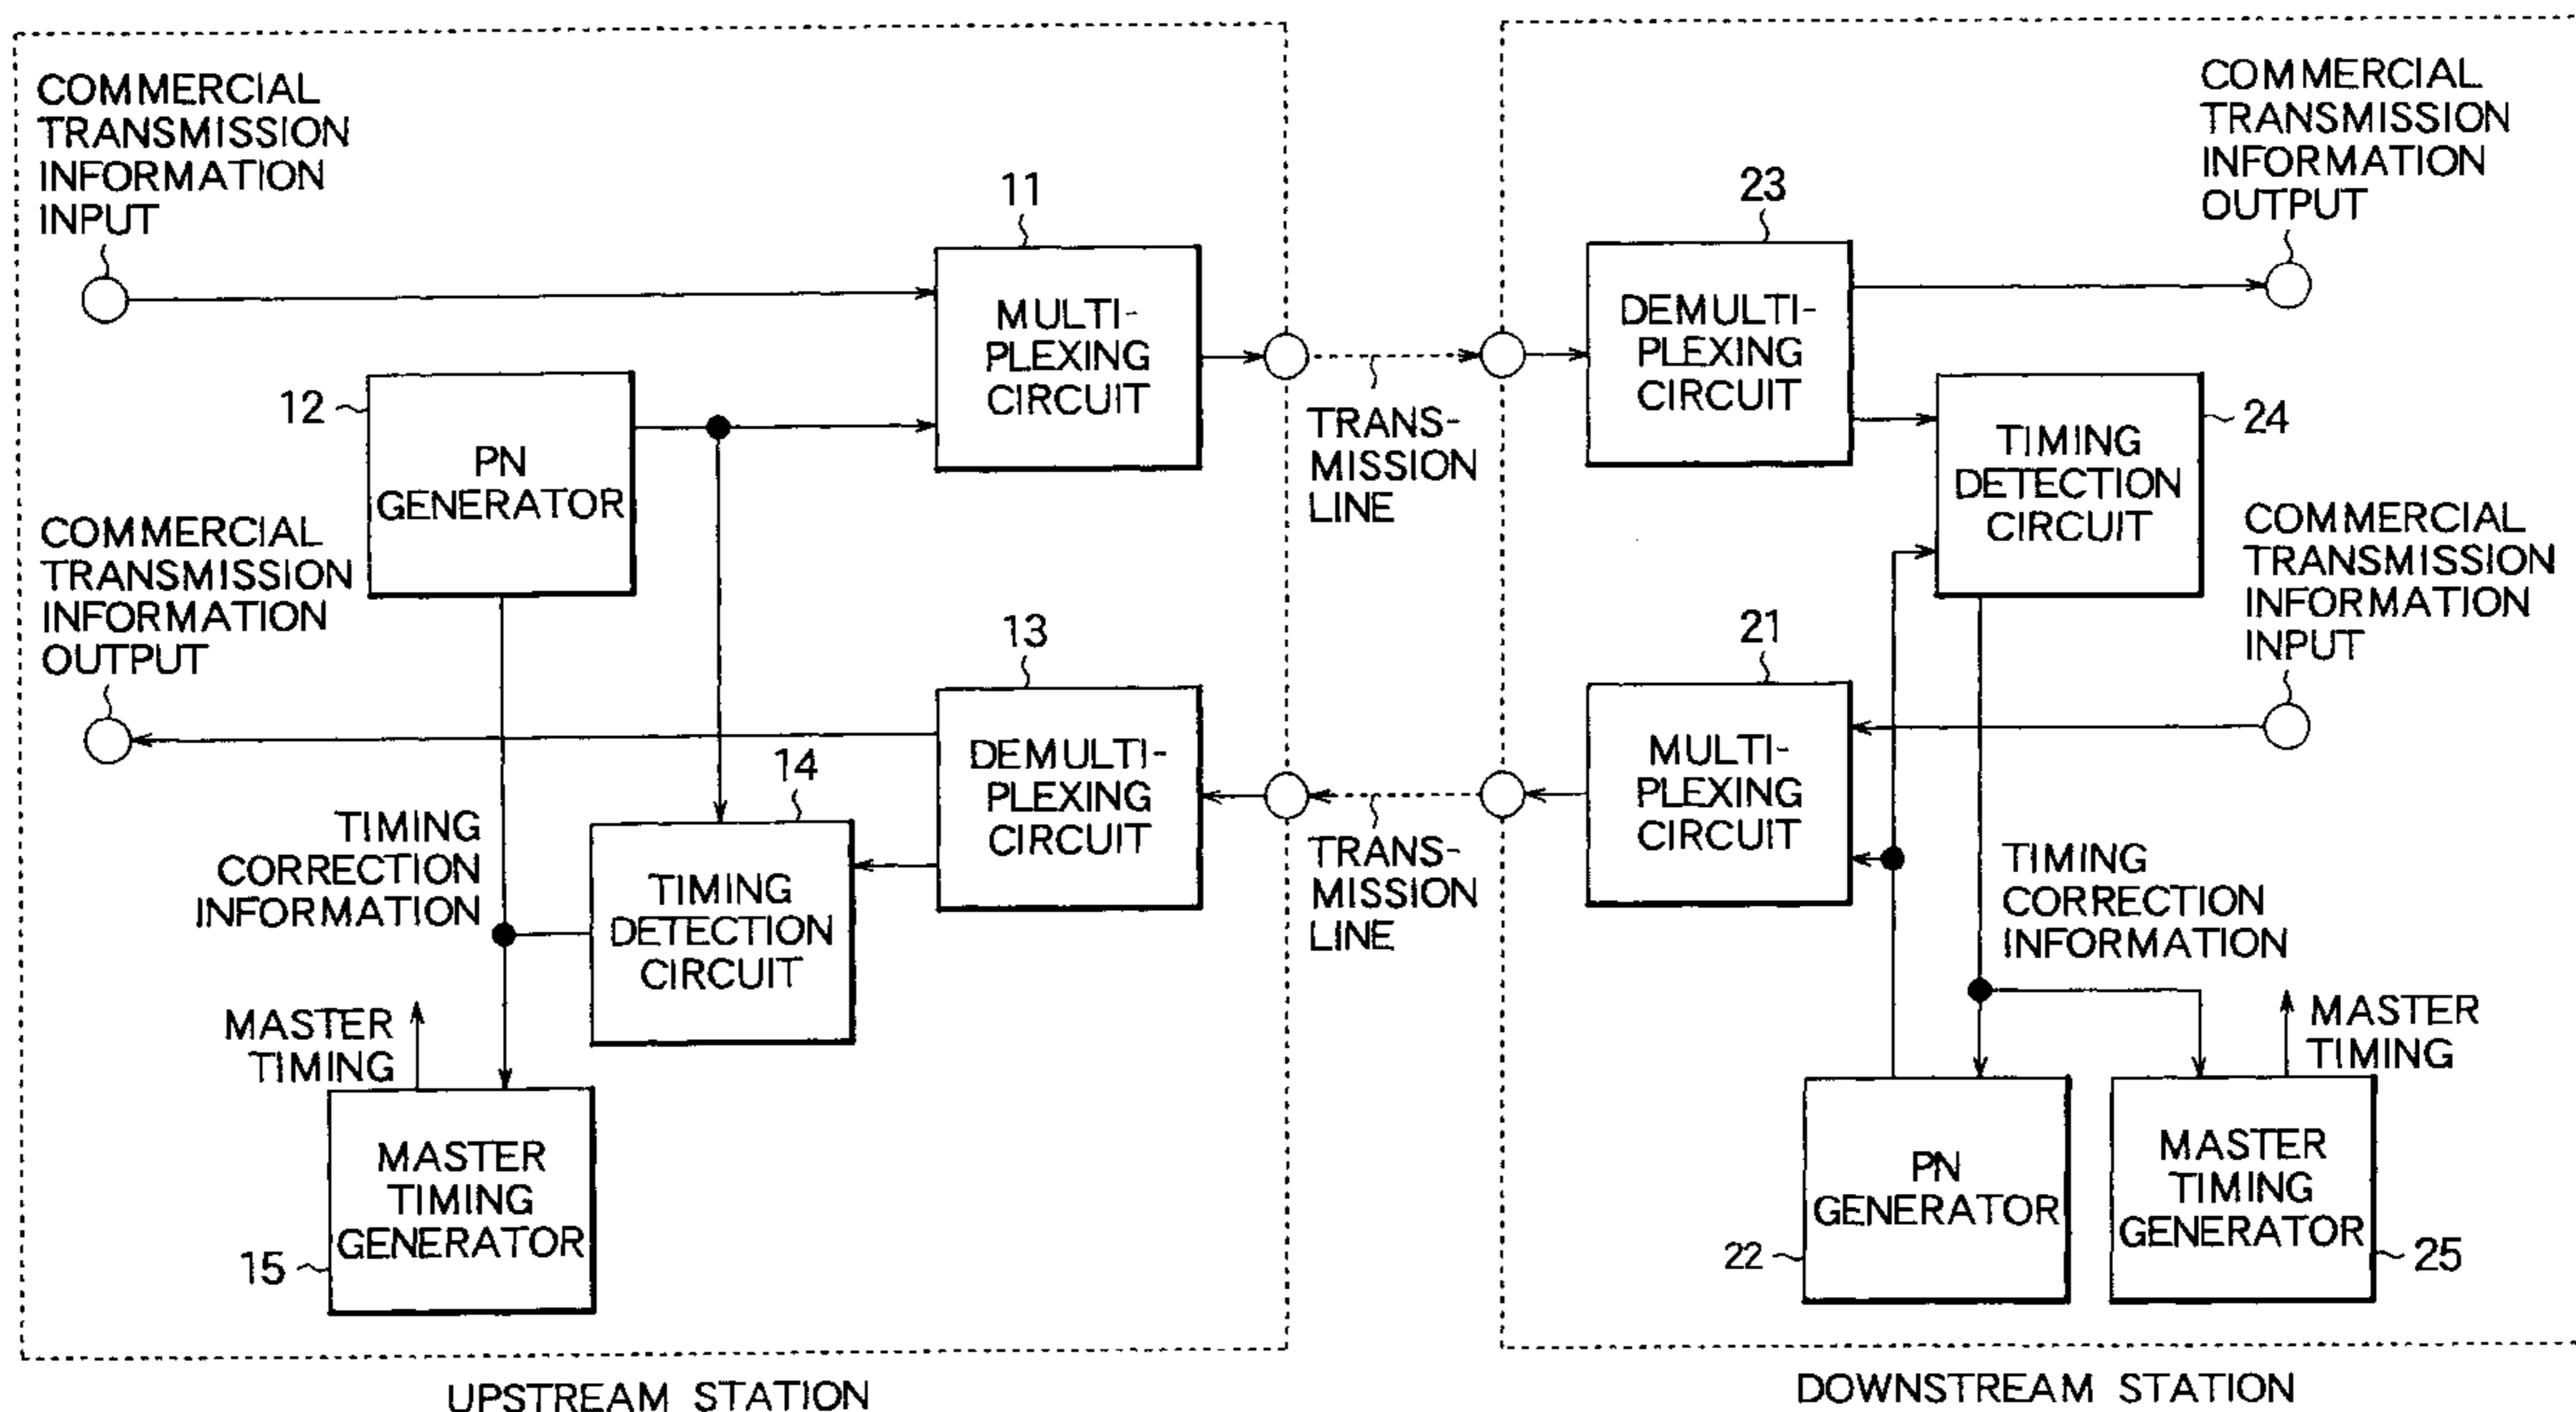 COMMERCIAL
TRANSMISSION
INFORMATION
INPUT
11
MULTI-
PLEXING
CIRCUIT
12
PN
GENERATOR
COMMERCIAL
TRANSMISSION
INFORMATION
OUTPUT
13
DEMULTI-
PLEXING
CIRCUIT
14
TIMING
DETECTION
CIRCUIT
TIMING
CORRECTION
INFORMATION
MASTER
TIMING
MASTER
TIMING
GENERATOR
15
UPSTREAM STATION
TRANS-
MISSION
LINE
TRANS-
MISSION
LINE
COMMERCIAL
TRANSMISSION
INFORMATION
OUTPUT
23
DEMULTI-
PLEXING
CIRCUIT
24
TIMING
DETECTION
CIRCUIT
COMMERCIAL
TRANSMISSION
INFORMATION
INPUT
21
MULTI-
PLEXING
CIRCUIT
TIMING
CORRECTION
INFORMATION
MASTER
TIMING
PN
GENERATOR
22
MASTER
TIMING
GENERATOR
25
DOWNSTREAM STATION